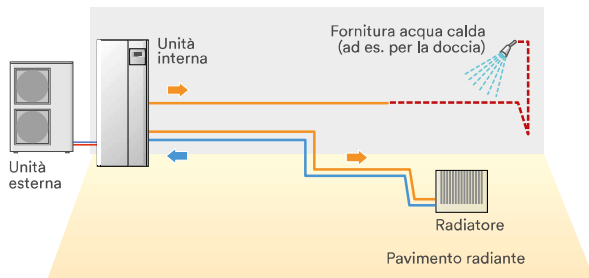 Unità
interna
Fornitura acqua calda
(ad es. per la doccia)
Unità
esterna
Radiatore
Pavimento radiante